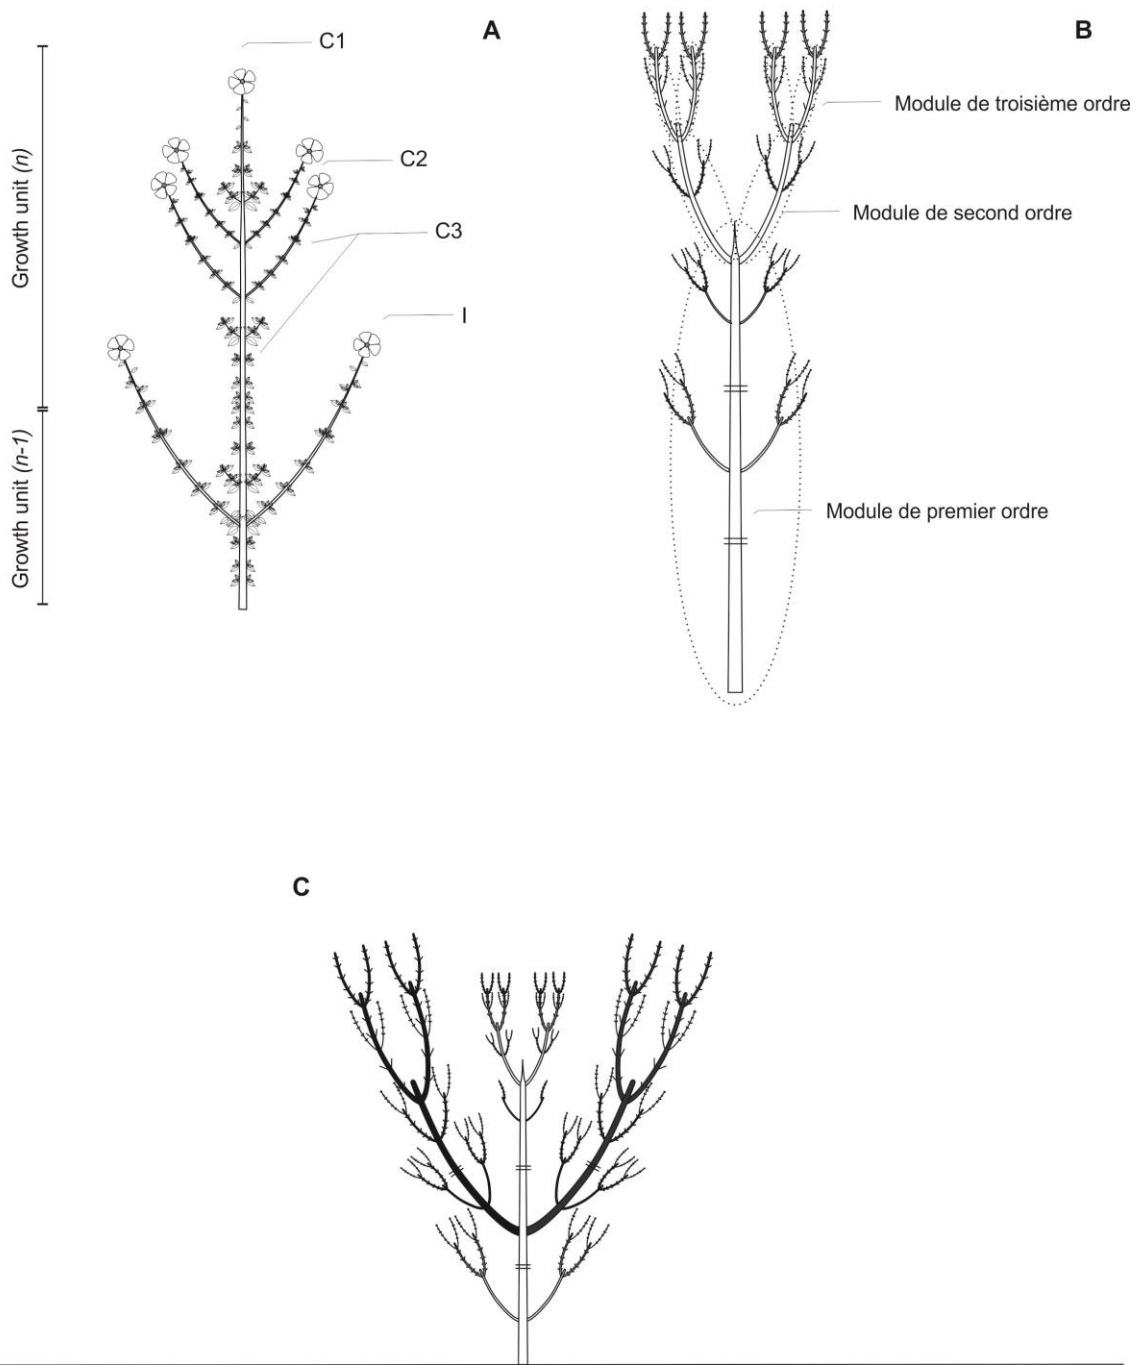 A
C1
C2
C3
I
Growth unit (n)
Growth unit (n-1)
B
Module de troisième ordre
Module de second ordre
Module de premier ordre
C